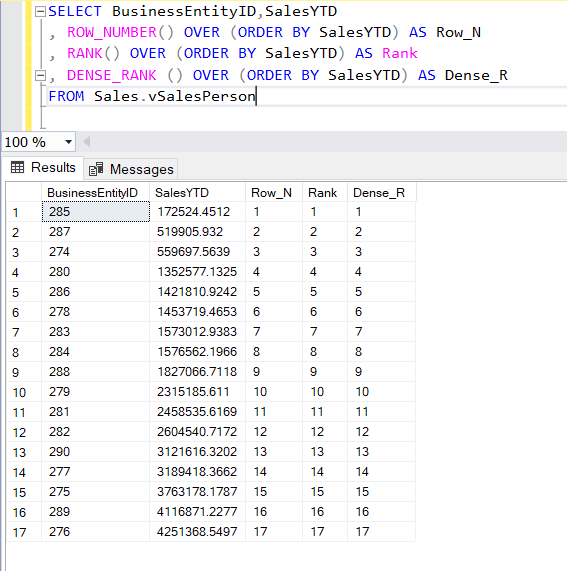 SELECT BusinessEntityID,SalesYTD
, ROW_NUMBER() OVER (ORDER BY SalesYTD) AS Row_N
, RANK() OVER (ORDER BY SalesYTD) AS Rank
, DENSE_RANK () OVER (ORDER BY SalesYTD) AS Dense_R
FROM Sales.vSalesPerson
100 %
Results Messages
BusinessEntityID SalesYTD Row_N Rank Dense_R
1 285 172524.4512 1 1 1
2 287 519905.932 2 2 2
3 274 559697.5639 3 3 3
4 280 1352577.1325 4 4 4
5 286 1421810.9242 5 5 5
6 278 1453719.4653 6 6 6
7 283 1573012.9383 7 7 7
8 284 1576562.1966 8 8 8
9 288 1827066.7118 9 9 9
10 279 2315185.611 10 10 10
11 281 2458535.6169 11 11 11
12 282 2604540.7172 12 12 12
13 290 3121616.3202 13 13 13
14 277 3189418.3662 14 14 14
15 275 3763178.1787 15 15 15
16 289 4116871.2277 16 16 16
17 276 4251368.5497 17 17 17